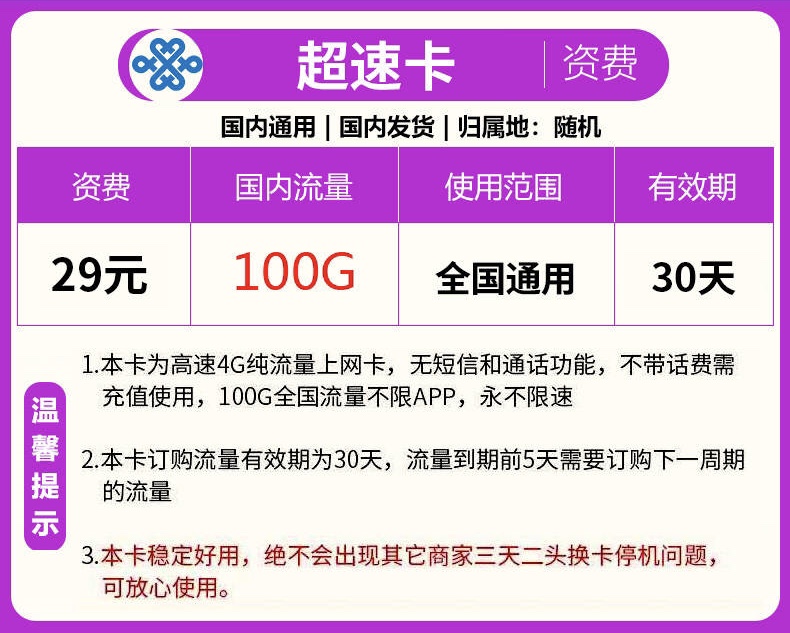 超速卡 资费
国内通用 | 国内发货 | 归属地：随机
资费 国内流量 使用范围 有效期
29元 100G 全国通用 30天
温馨提示
1.本卡为高速4G纯流量上网卡，无短信和通话功能，不带话费需
充值使用，100G全国流量不限APP，永不限速
2.本卡订购流量有效期为30天，流量到期前5天需要订购下一周期
的流量
3.本卡稳定好用，绝不会出现其它商家三天二头换卡停机问题，
可放心使用。